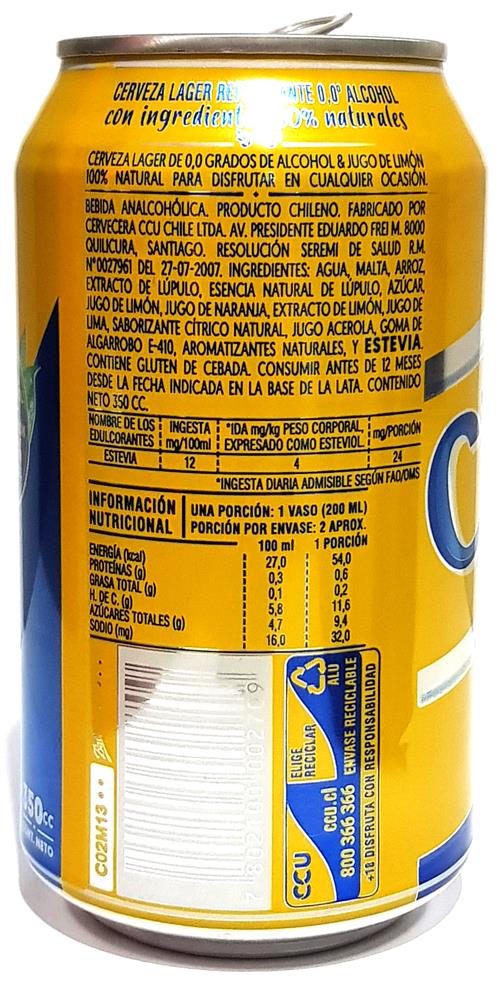 CERVEZA LAGER 0,0° ALCOHOL
con 0% naturales
CERVEZA LAGER DE 0,0 GRADOS DE ALCOHOL & JUGO DE LIMÓN
100% NATURAL PARA DISFRUTAR EN CUALQUIER OCASIÓN.
BEBIDA ANALCOHÓLICA. PRODUCTO CHILENO. FABRICADO POR
CERVECERA CCU CHILE LTDA. AV. PRESIDENTE EDUARDO FREI M. 8000
QUILICURA, SANTIAGO. RESOLUCIÓN SEREMI DE SALUD R.M.
N°0027961 DEL 27-07-2007. INGREDIENTES: AGUA, MALTA, ARROZ,
EXTRACTO DE LÚPULO, ESENCIA NATURAL DE LÚPULO, AZÚCAR,
JUGO DE LIMÓN, JUGO DE NARANJA, EXTRACTO DE LIMÓN, JUGO DE
LIMA, SABORIZANTE CÍTRICO NATURAL, JUGO ACEROLA, GOMA DE
ALGARROBO E-410, AROMATIZANTES NATURALES, Y ESTEVIA.
CONTIENE GLUTEN DE CEBADA. CONSUMIR ANTES DE 12 MESES
DESDE LA FECHA INDICADA EN LA BASE DE LA LATA. CONTENIDO
NETO 350 CC.
NOMBRE DE LOS EDULCORANTES INGESTA mg/100ml *IDA mg/kg PESO CORPORAL, EXPRESADO COMO ESTEVIOL mg/PORCIÓN
ESTEVIA 12 4 24
*INGESTA DIARIA ADMISIBLE SEGÚN FAO/OMS
INFORMACIÓN NUTRICIONAL
UNA PORCIÓN: 1 VASO (200 ML)
PORCIÓN POR ENVASE: 2 APROX.
100 ml 1 PORCIÓN
ENERGÍA (kcal) 27,0 54,0
PROTEÍNAS (g) 0,3 0,6
GRASA TOTAL (g) 0,1 0,2
H. DE C. (g) 5,8 11,6
AZÚCARES TOTALES (g) 4,7 9,4
SODIO (mg) 16,0 32,0
C02M13
CCU
ELIGE
RECICLAR
ccu.cl
800 366 366
ALU
ENVASE RECICLABLE
+18 DISFRUTA CON RESPONSABILIDAD
350cc
NETO